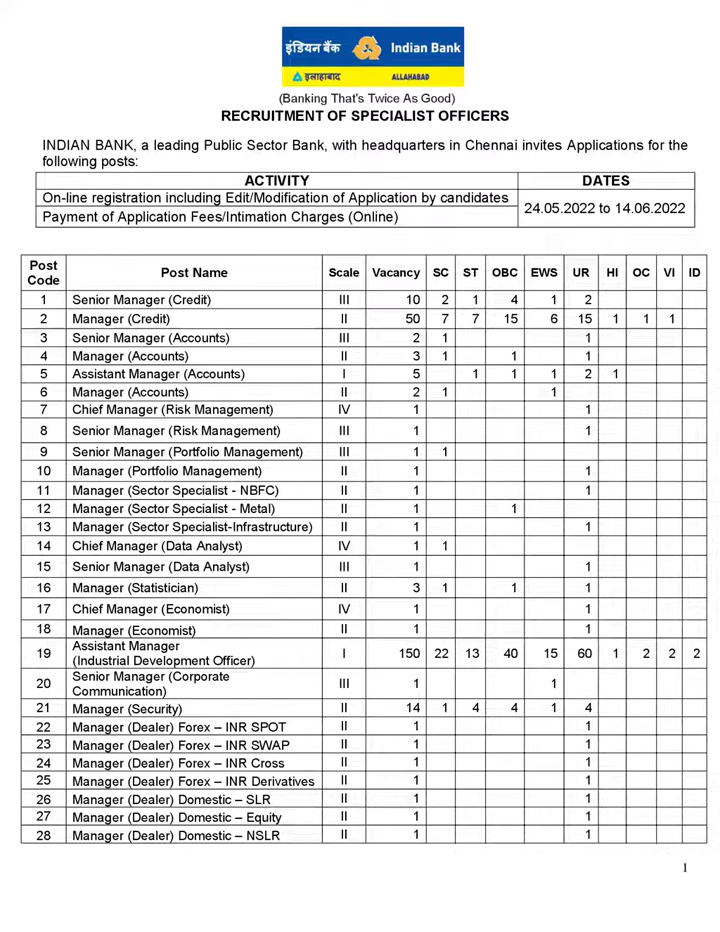 इंडियन बैंक Indian Bank
इलाहाबाद ALLAHABAD
(Banking That's Twice As Good)
RECRUITMENT OF SPECIALIST OFFICERS
INDIAN BANK, a leading Public Sector Bank, with headquarters in Chennai invites Applications for the
following posts:
ACTIVITY DATES
On-line registration including Edit/Modification of Application by candidates
24.05.2022 to 14.06.2022
Payment of Application Fees/Intimation Charges (Online)
Post Code Post Name Scale Vacancy SC ST OBC EWS UR HI OC VI ID
1 Senior Manager (Credit) III 10 2 1 4 1 2
2 Manager (Credit) II 50 7 7 15 6 15 1 1 1
3 Senior Manager (Accounts) III 2 1 1
4 Manager (Accounts) II 3 1 1 1
5 Assistant Manager (Accounts) I 5 1 1 1 2 1
6 Manager (Accounts) II 2 1 1
7 Chief Manager (Risk Management) IV 1 1
8 Senior Manager (Risk Management) III 1 1
9 Senior Manager (Portfolio Management) III 1 1
10 Manager (Portfolio Management) II 1 1
11 Manager (Sector Specialist - NBFC) II 1 1
12 Manager (Sector Specialist - Metal) II 1 1
13 Manager (Sector Specialist-Infrastructure) II 1 1
14 Chief Manager (Data Analyst) IV 1 1
15 Senior Manager (Data Analyst) III 1 1
16 Manager (Statistician) II 3 1 1 1
17 Chief Manager (Economist) IV 1 1
18 Manager (Economist) II 1 1
19 Assistant Manager (Industrial Development Officer) I 150 22 13 40 15 60 1 2 2 2
20 Senior Manager (Corporate Communication) III 1 1
21 Manager (Security) II 14 1 4 4 1 4
22 Manager (Dealer) Forex – INR SPOT II 1 1
23 Manager (Dealer) Forex – INR SWAP II 1 1
24 Manager (Dealer) Forex – INR Cross II 1 1
25 Manager (Dealer) Forex – INR Derivatives II 1 1
26 Manager (Dealer) Domestic – SLR II 1 1
27 Manager (Dealer) Domestic – Equity II 1 1
28 Manager (Dealer) Domestic – NSLR II 1 1
1